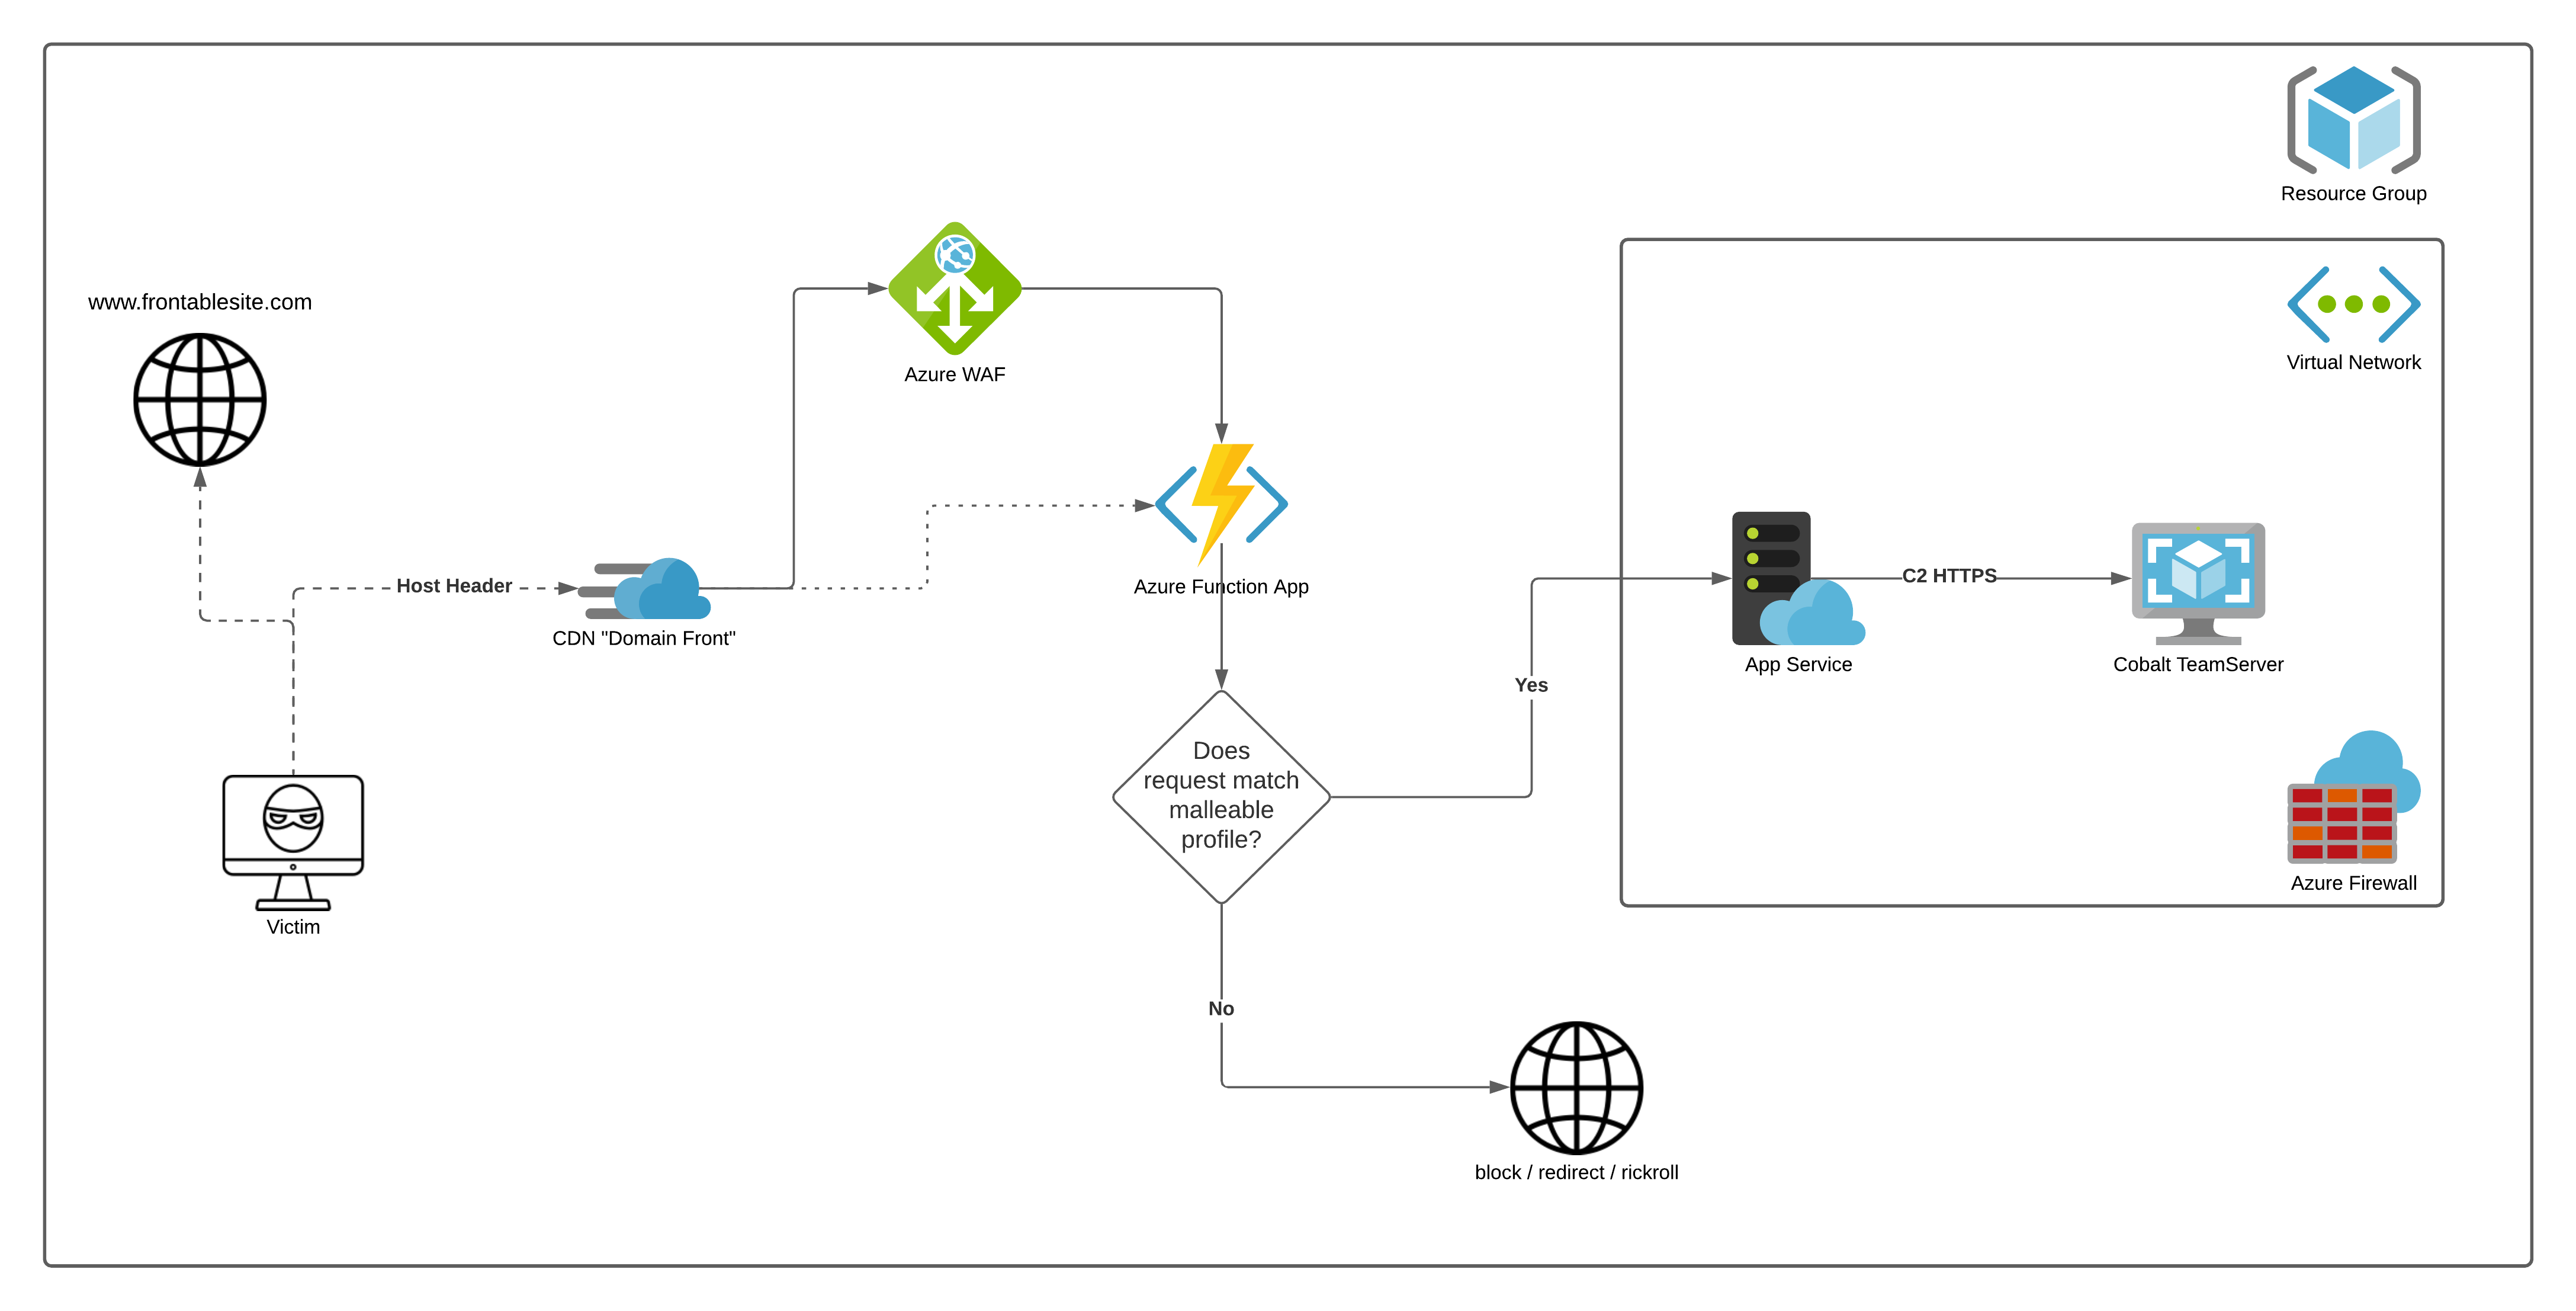 Resource Group
www.frontablesite.com
Virtual Network
Azure WAF
Host Header
CDN "Domain Front"
Azure Function App
C2 HTTPS
App Service
Cobalt TeamServer
Yes
Does
request match
malleable
profile?
Azure Firewall
Victim
No
block / redirect / rickroll